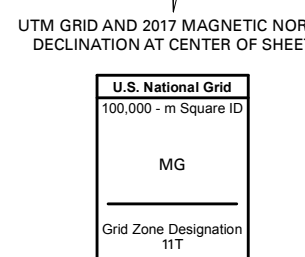 UTM GRID AND 2017 MAGNETIC NOR
DECLINATION AT CENTER OF SHEET
U.S. National Grid
100,000 - m Square ID
MG
Grid Zone Designation
11T